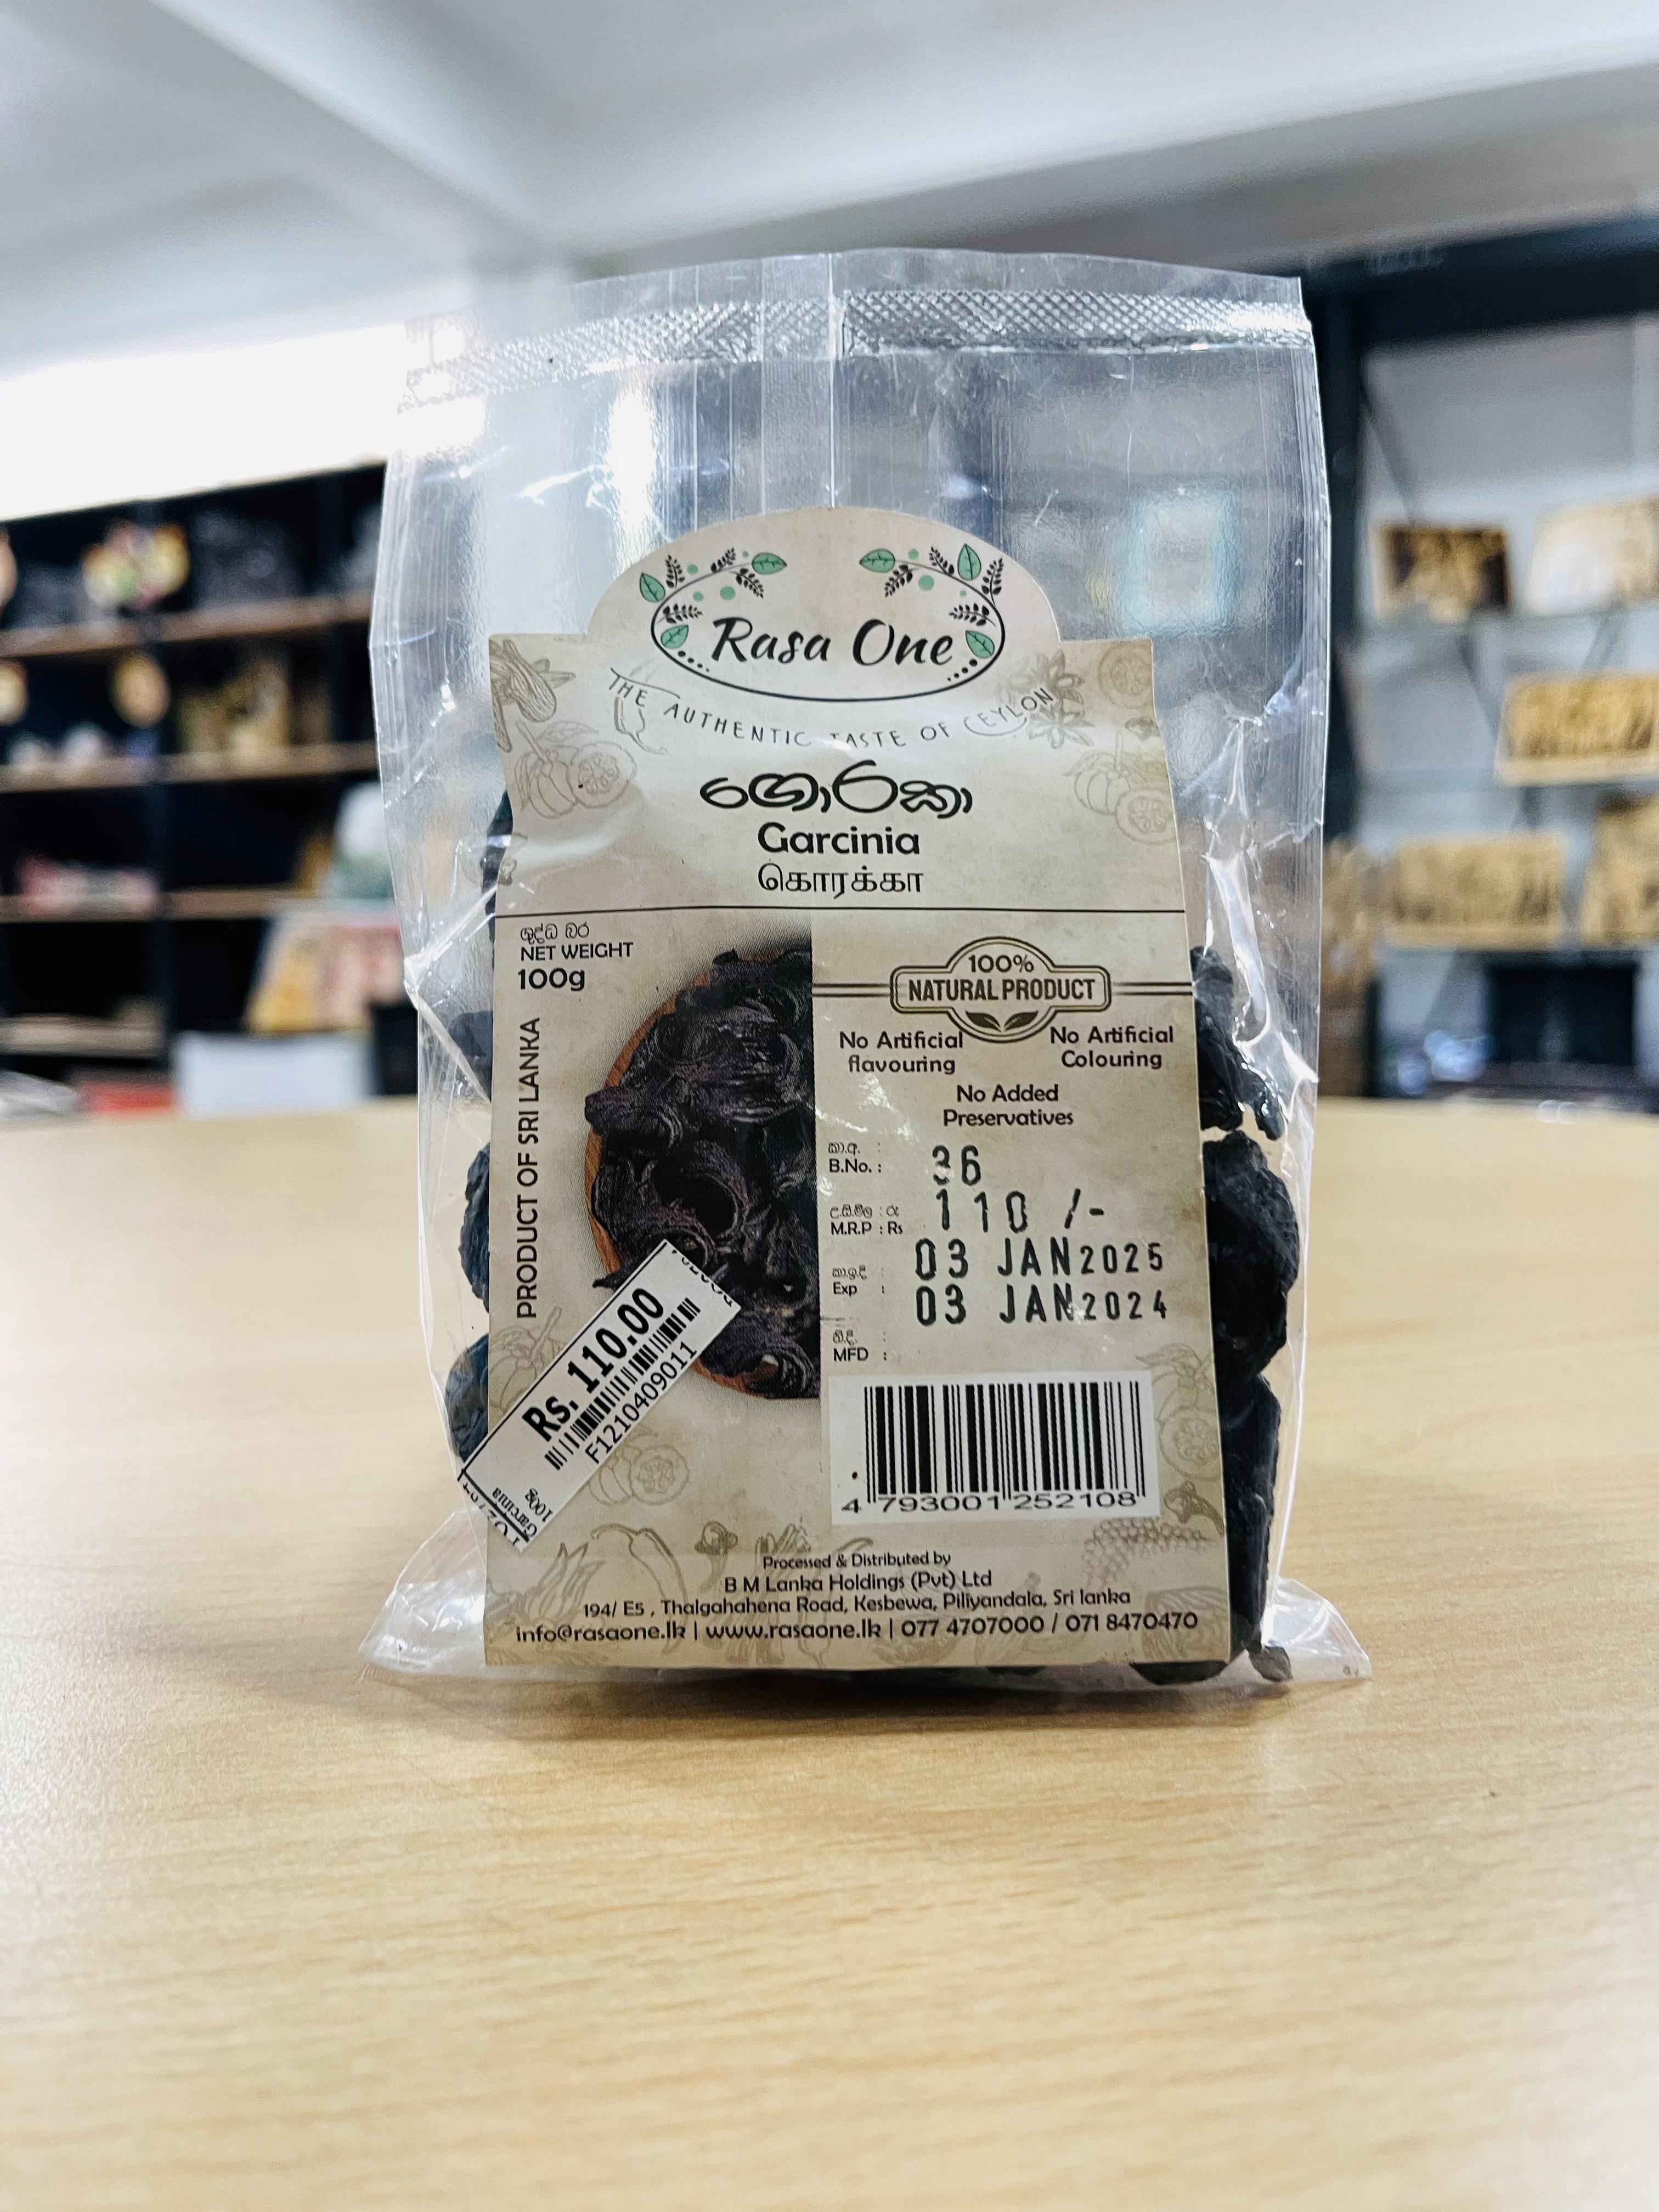 Rasa One
THE AUTHENTIC TASTE OF CEYLON
ගොරකා
Garcinia
கொரக்கா
ශුද්ධ බර
NET WEIGHT
100g
PRODUCT OF SRI LANKA
100%
NATURAL PRODUCT
No Artificial flavouring
No Artificial Colouring
No Added
Preservatives
කා.අ. :
B.No. : 36
උ.සි.මිල : රු
M.R.P : Rs 110 /-
කා.ඉ.දි :
Exp : 03 JAN 2025
03 JAN 2024
නි.දි. :
MFD :
Rs. 110.00
F1210409011
Garcinia
100g
4 793001 252108
Processed & Distributed by
B M Lanka Holdings (Pvt) Ltd
194/ E5 , Thalgahahena Road, Kesbewa, Piliyandala, Sri lanka
info@rasaone.lk | www.rasaone.lk | 077 4707000 / 071 8470470